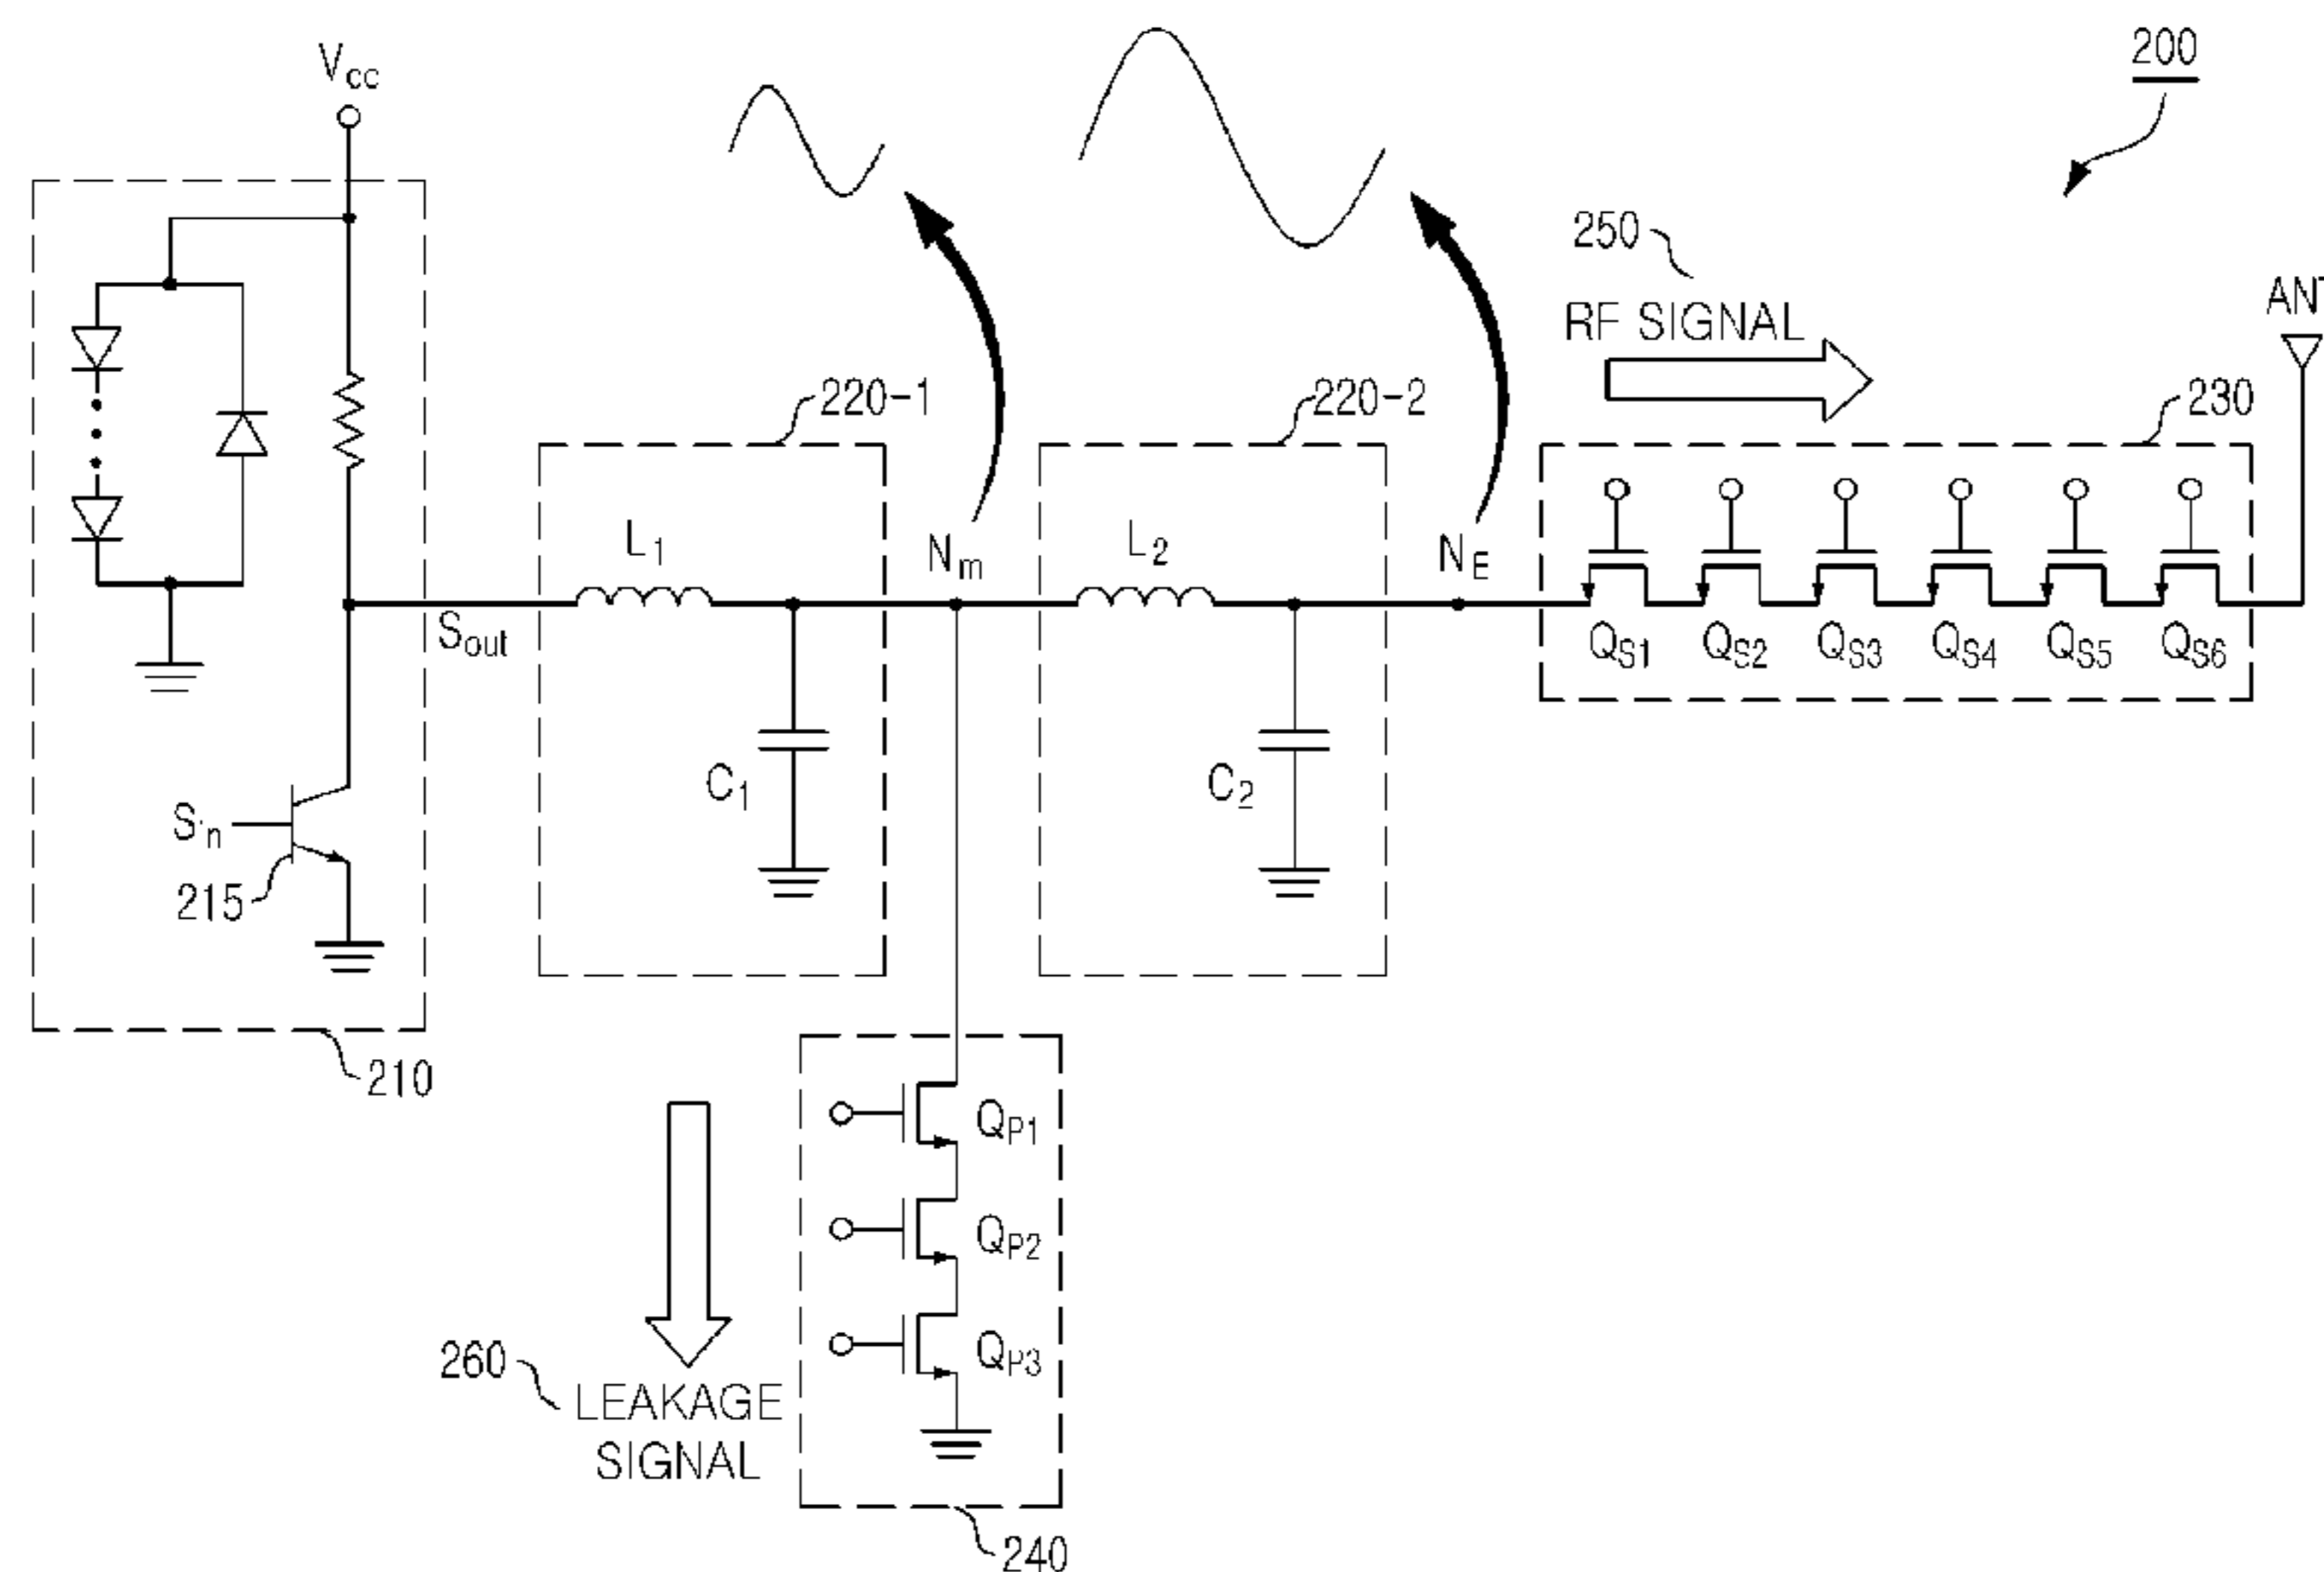 200
Vcc
250
RF SIGNAL
ANT
220-1
220-2
230
L1
Nm
L2
NE
Sout
QS1 QS2 QS3 QS4 QS5 QS6
C1
C2
Sin
215
210
QP1
QP2
QP3
260
LEAKAGE
SIGNAL
240